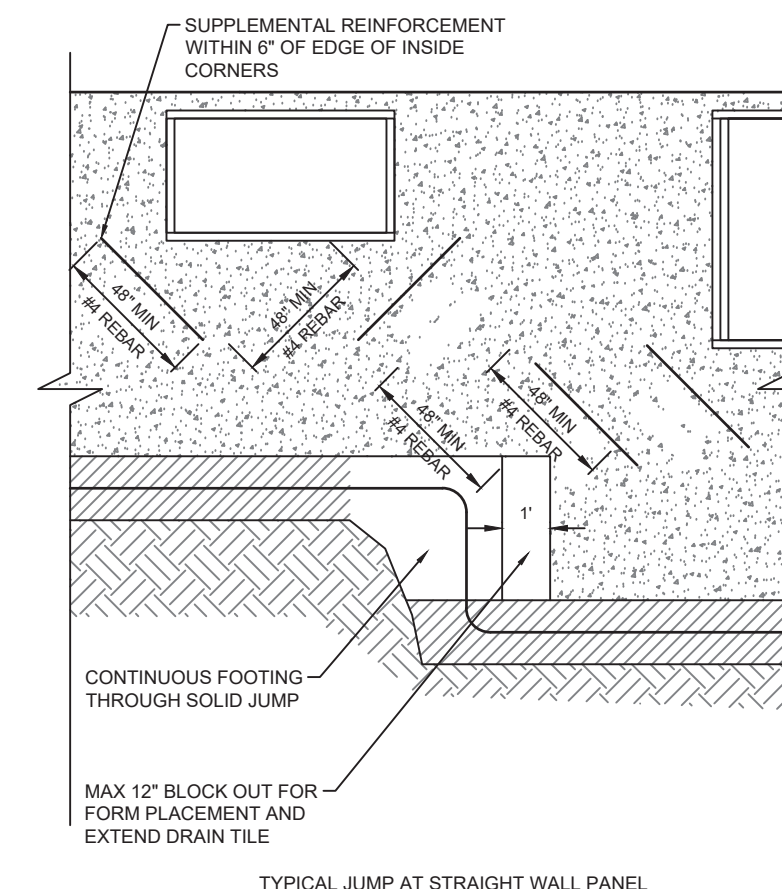 SUPPLEMENTAL REINFORCEMENT
WITHIN 6" OF EDGE OF INSIDE
CORNERS
48" MIN
#4 REBAR
48" MIN
#4 REBAR
48" MIN
#4 REBAR
48" MIN
#4 REBAR
1'
CONTINUOUS FOOTING
THROUGH SOLID JUMP
MAX 12" BLOCK OUT FOR
FORM PLACEMENT AND
EXTEND DRAIN TILE
TYPICAL JUMP AT STRAIGHT WALL PANEL